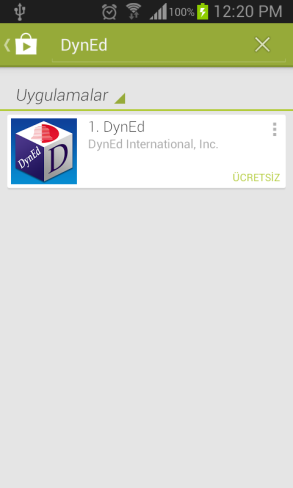 100% 12:20 PM
DynEd
Uygulamalar
DynEd D
1. DynEd
DynEd International, Inc.
ÜCRETSİZ